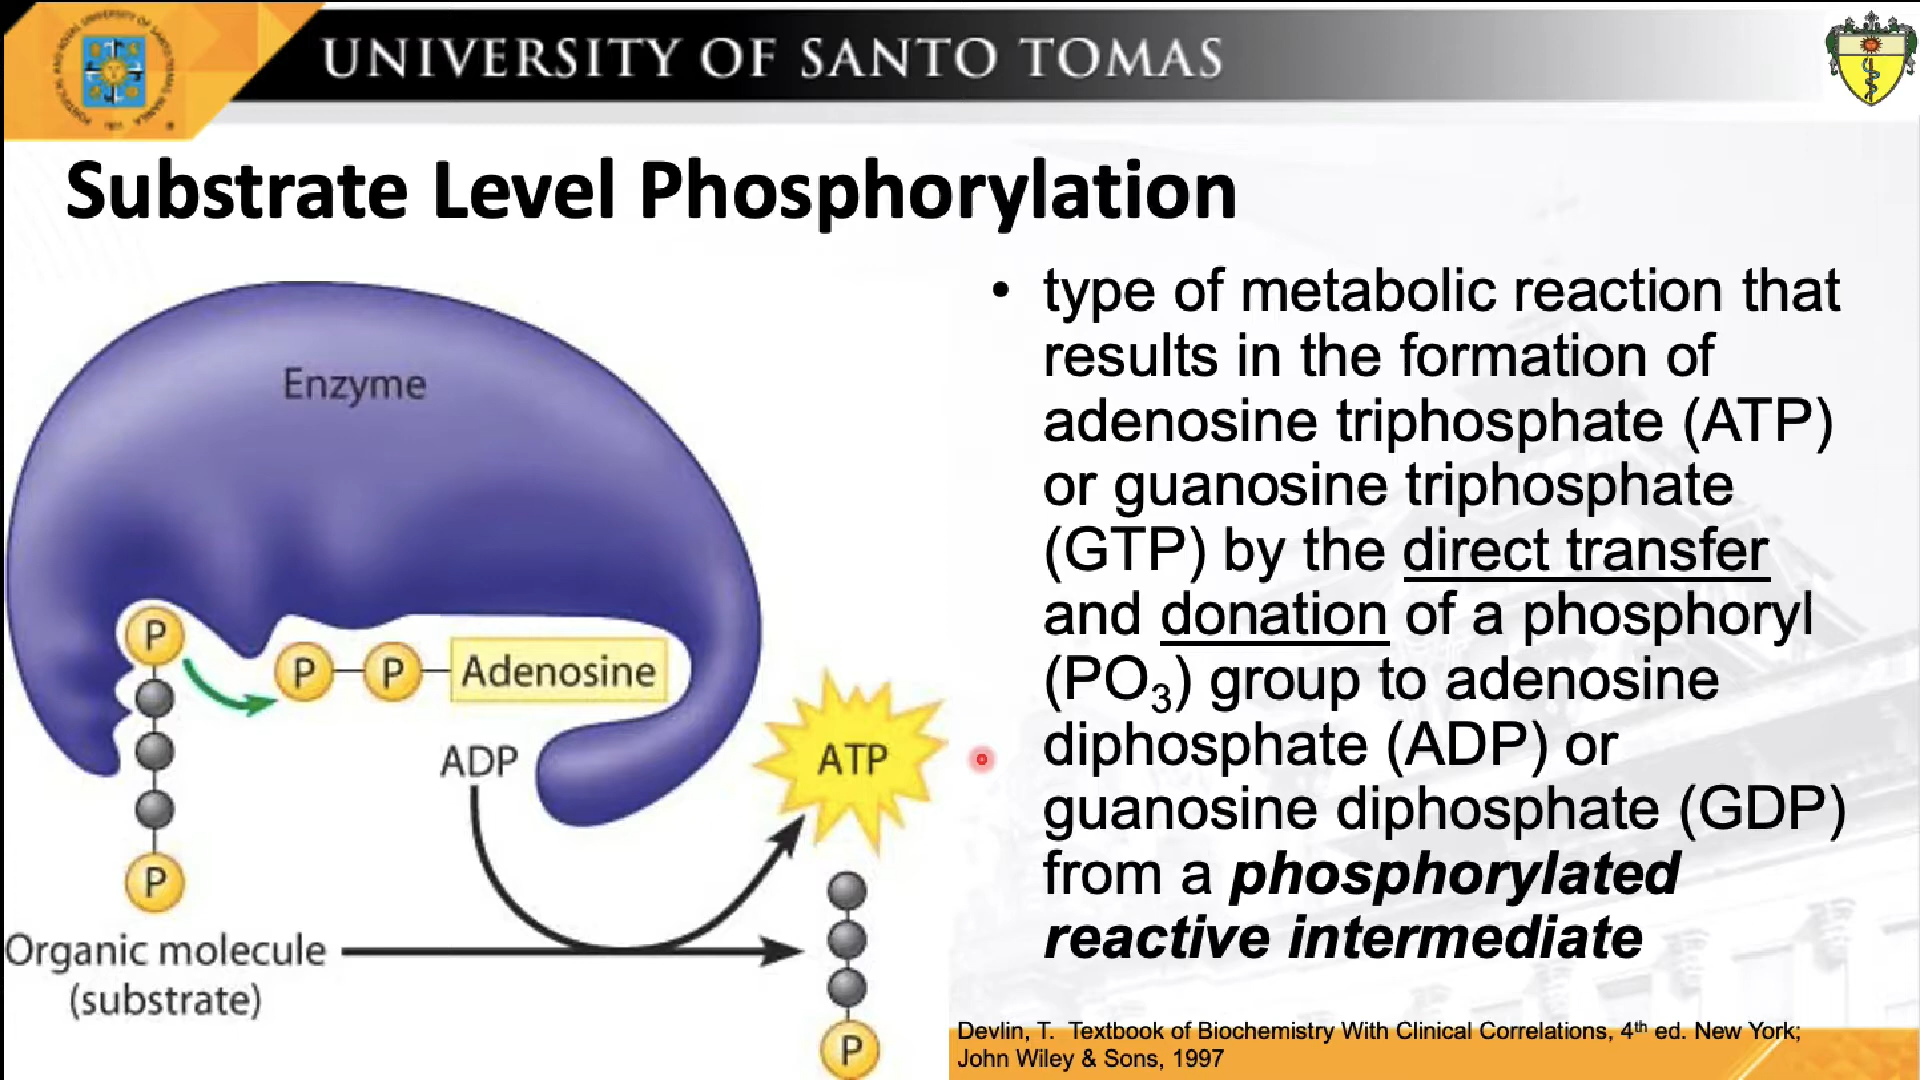 UNIVERSITY OF SANTO TOMAS
Substrate Level Phosphorylation
Enzyme
P
P P Adenosine
ADP
ATP
P
Organic molecule
(substrate)
P
• type of metabolic reaction that
results in the formation of
adenosine triphosphate (ATP)
or guanosine triphosphate
(GTP) by the direct transfer
and donation of a phosphoryl
(PO₃) group to adenosine
diphosphate (ADP) or
guanosine diphosphate (GDP)
from a phosphorylated
reactive intermediate
Devlin, T. Textbook of Biochemistry With Clinical Correlations, 4th ed. New York;
John Wiley & Sons, 1997